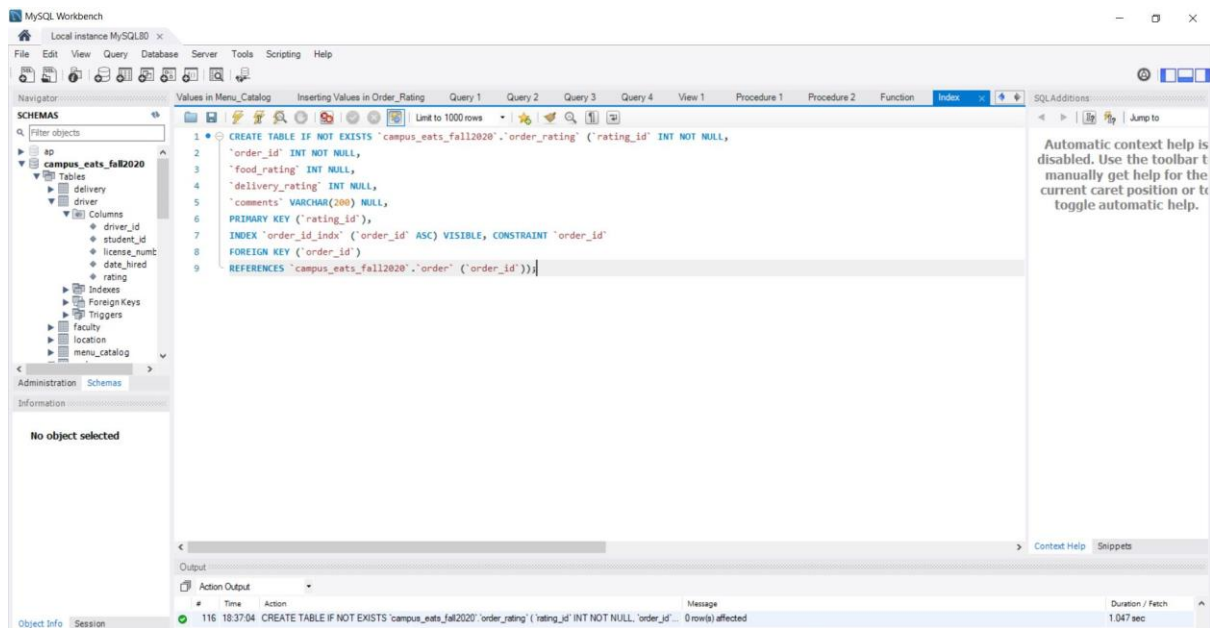 MySQL Workbench
Local instance MySQL80 ×
File Edit View Query Database Server Tools Scripting Help
Navigator
SCHEMAS
Filter objects
ap
campus_eats_fall2020
Tables
delivery
driver
Columns
driver_id
student_id
license_numb
date_hired
rating
Indexes
Foreign Keys
Triggers
faculty
location
menu_catalog
Administration Schemas
Information
No object selected
Object Info Session
Values in Menu_Catalog Inserting Values in Order_Rating Query 1 Query 2 Query 3 Query 4 View 1 Procedure 1 Procedure 2 Function Index ×
Limit to 1000 rows
1 CREATE TABLE IF NOT EXISTS `campus_eats_fall2020`.`order_rating` (`rating_id` INT NOT NULL,
2 `order_id` INT NOT NULL,
3 `food_rating` INT NULL,
4 `delivery_rating` INT NULL,
5 `comments` VARCHAR(200) NULL,
6 PRIMARY KEY (`rating_id`),
7 INDEX `order_id_indx` (`order_id` ASC) VISIBLE, CONSTRAINT `order_id`
8 FOREIGN KEY (`order_id`)
9 REFERENCES `campus_eats_fall2020`.`order` (`order_id`));
SQLAdditions
Jump to
Automatic context help is
disabled. Use the toolbar t
manually get help for the
current caret position or to
toggle automatic help.
Context Help Snippets
Output
Action Output
# Time Action Message Duration / Fetch
116 18:37:04 CREATE TABLE IF NOT EXISTS `campus_eats_fall2020`.`order_rating` ( `rating_id` INT NOT NULL, `order_id`... 0 row(s) affected 1.047 sec